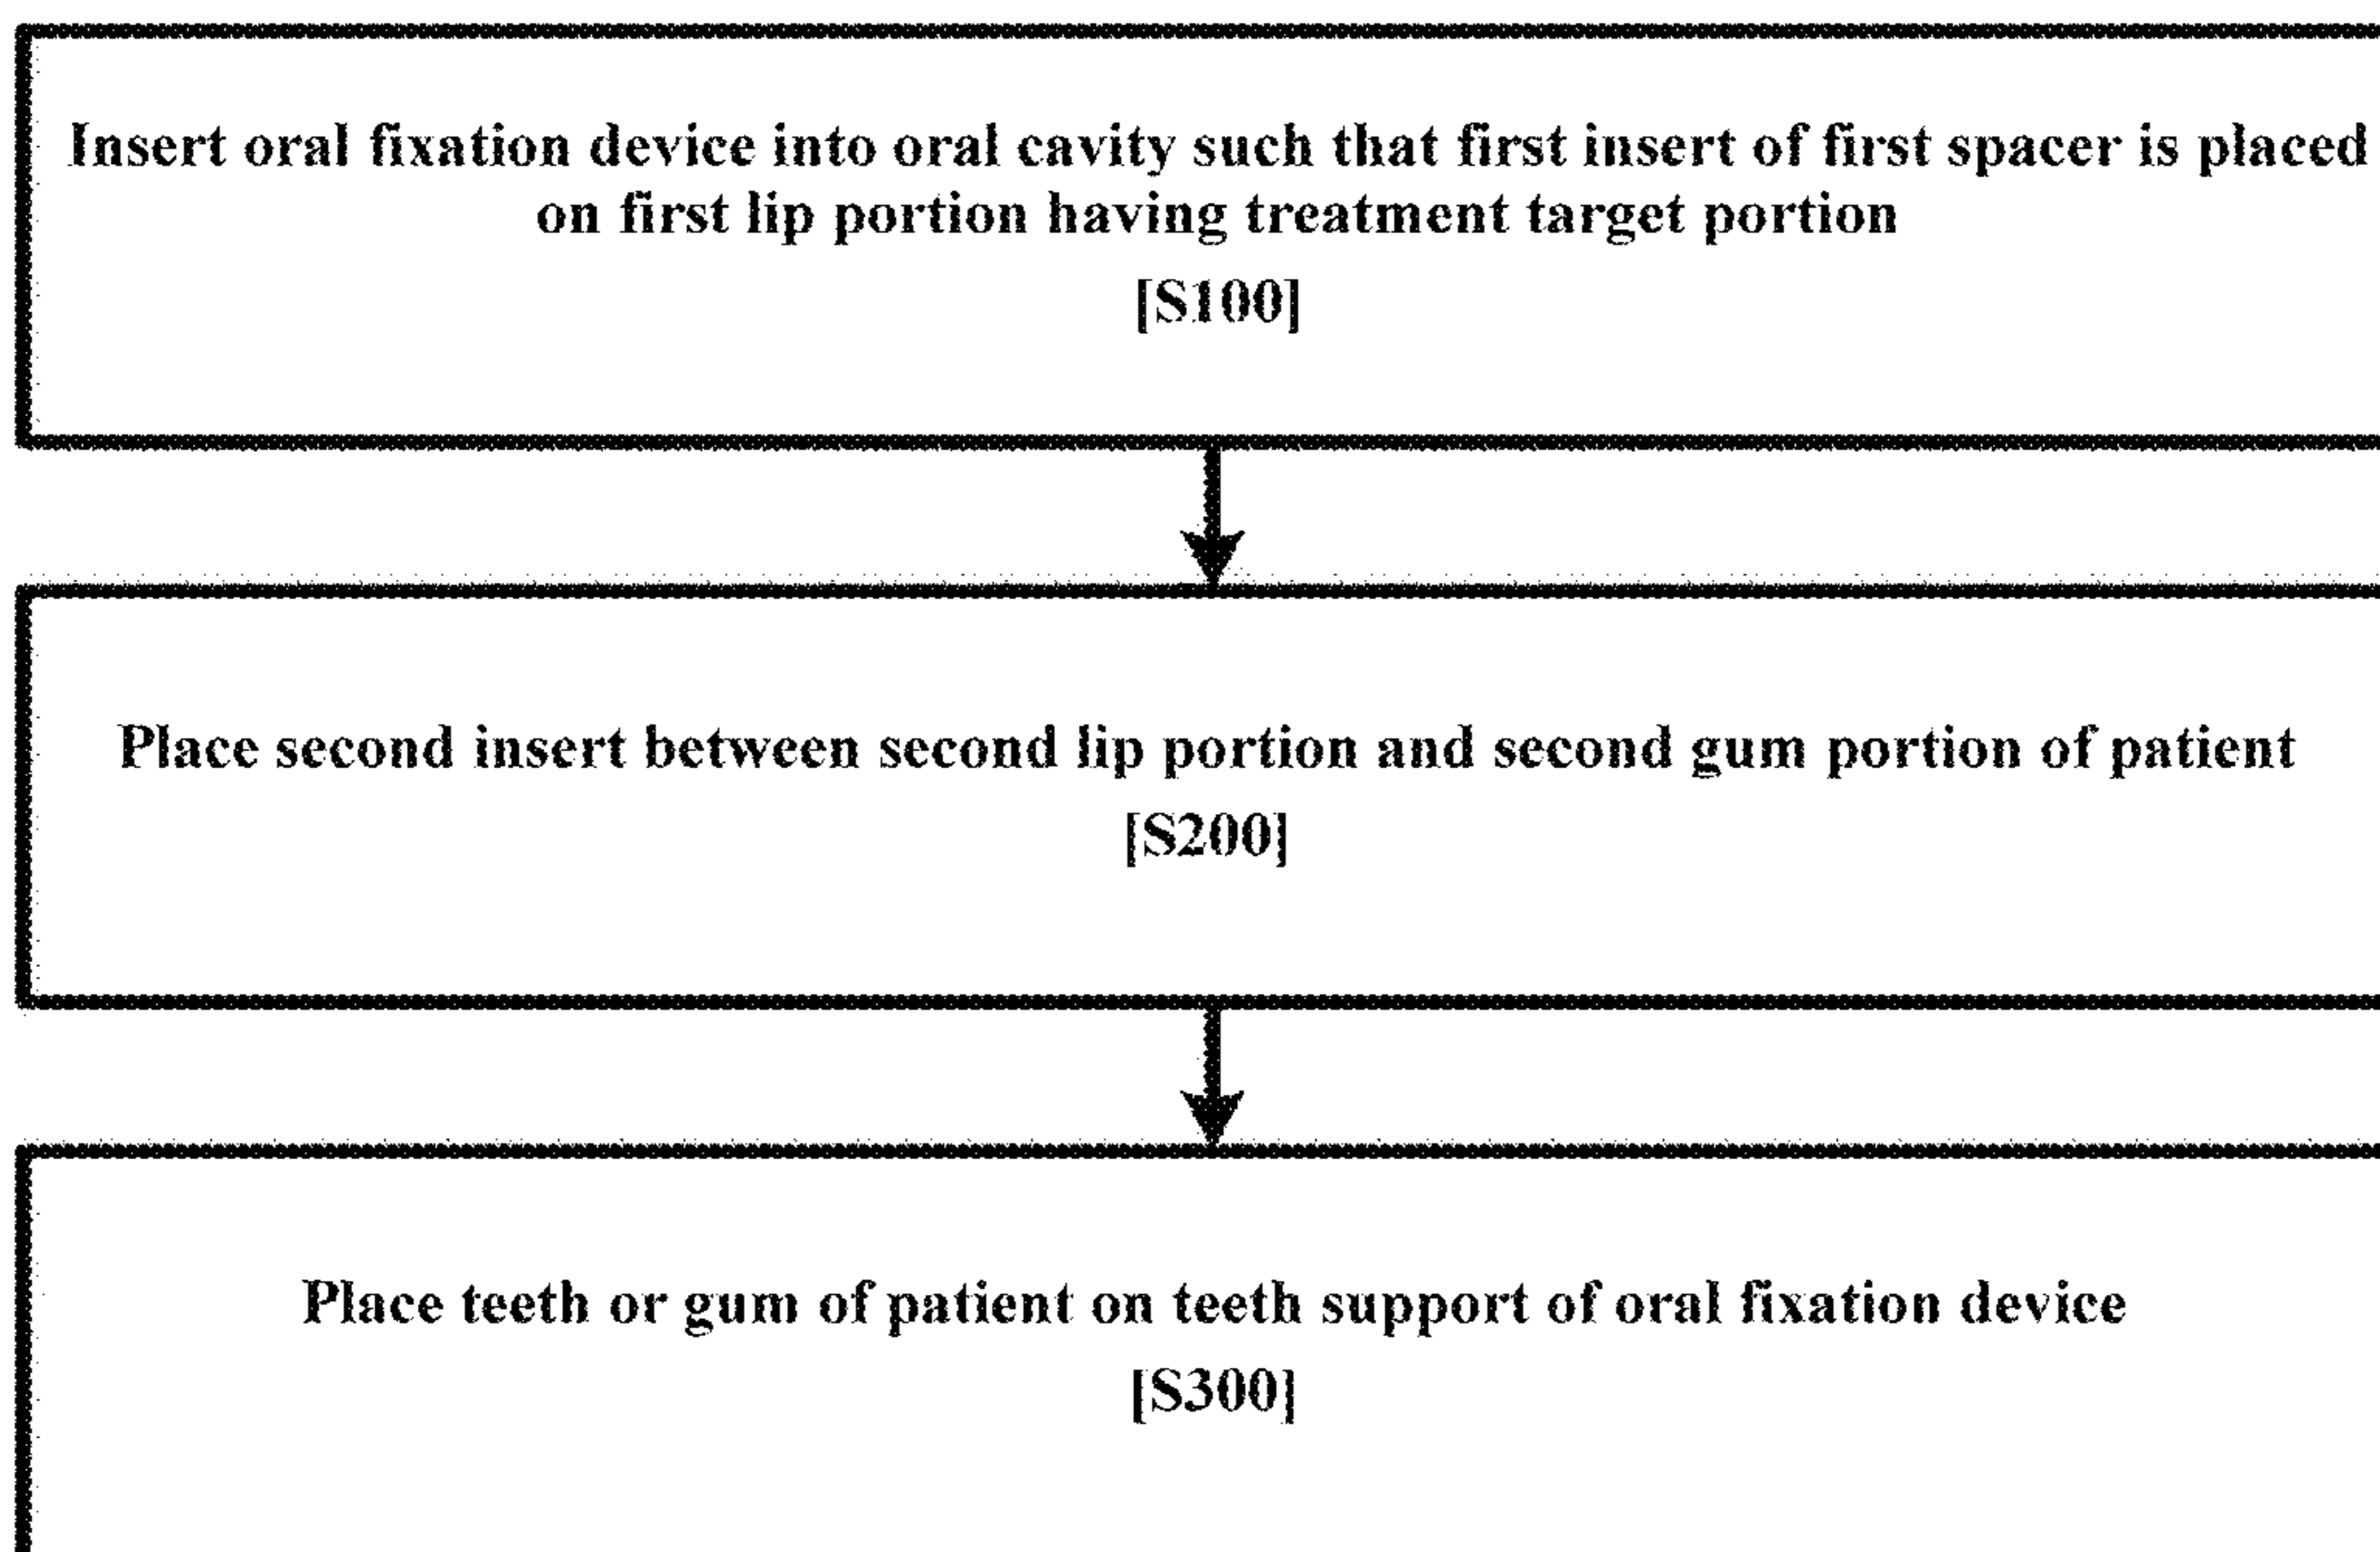 Insert oral fixation device into oral cavity such that first insert of first spacer is placed
on first lip portion having treatment target portion
[S100]
Place second insert between second lip portion and second gum portion of patient
[S200]
Place teeth or gum of patient on teeth support of oral fixation device
[S300]